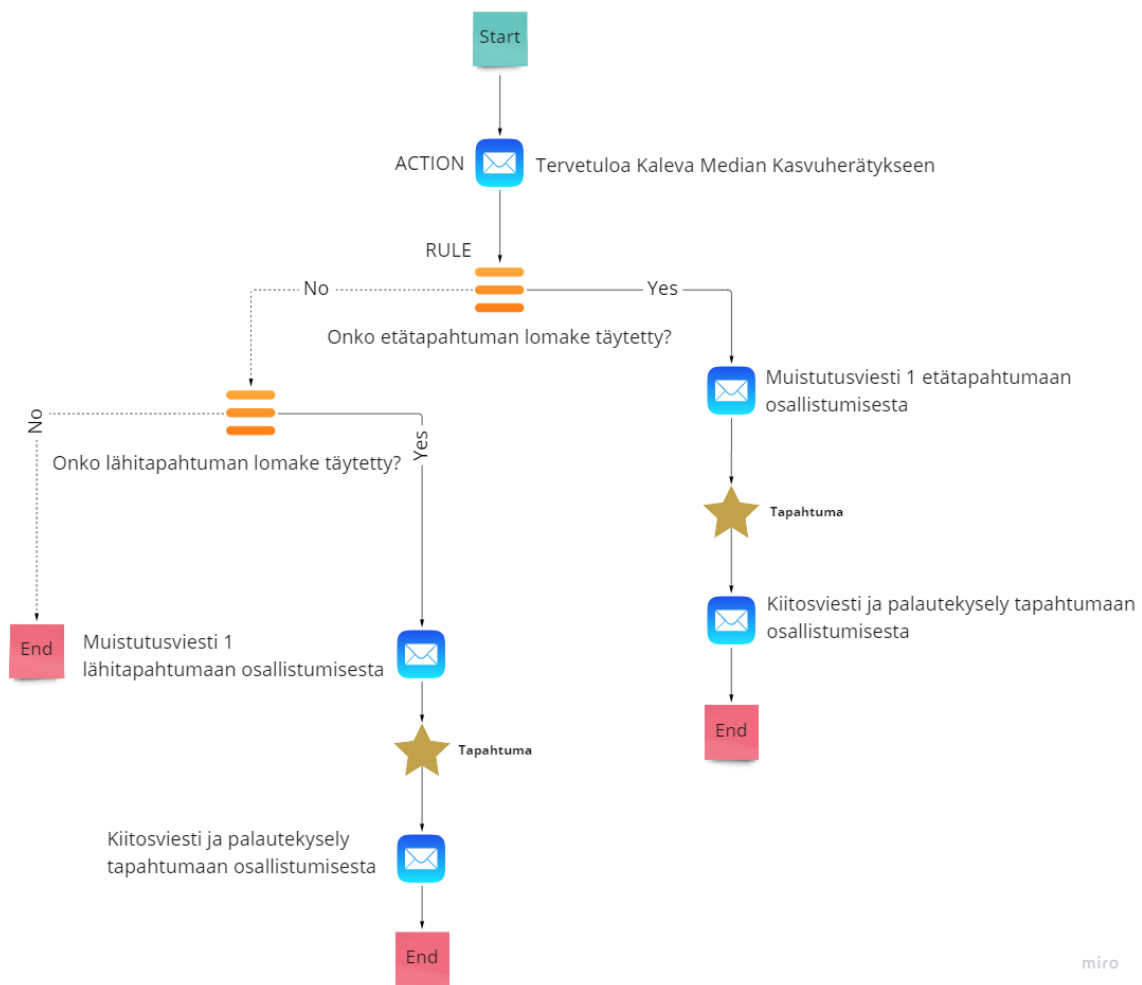 Start
ACTION
Tervetuloa Kaleva Median Kasvuherätykseen
RULE
No
Yes
Onko etätapahtuman lomake täytetty?
Muistutusviesti 1 etätapahtumaan
osallistumisesta
No
Yes
Onko lähitapahtuman lomake täytetty?
Tapahtuma
Kiitosviesti ja palautekysely tapahtumaan
osallistumisesta
End
Muistutusviesti 1
lähitapahtumaan osallistumisesta
End
Tapahtuma
Kiitosviesti ja palautekysely
tapahtumaan osallistumisesta
End
miro